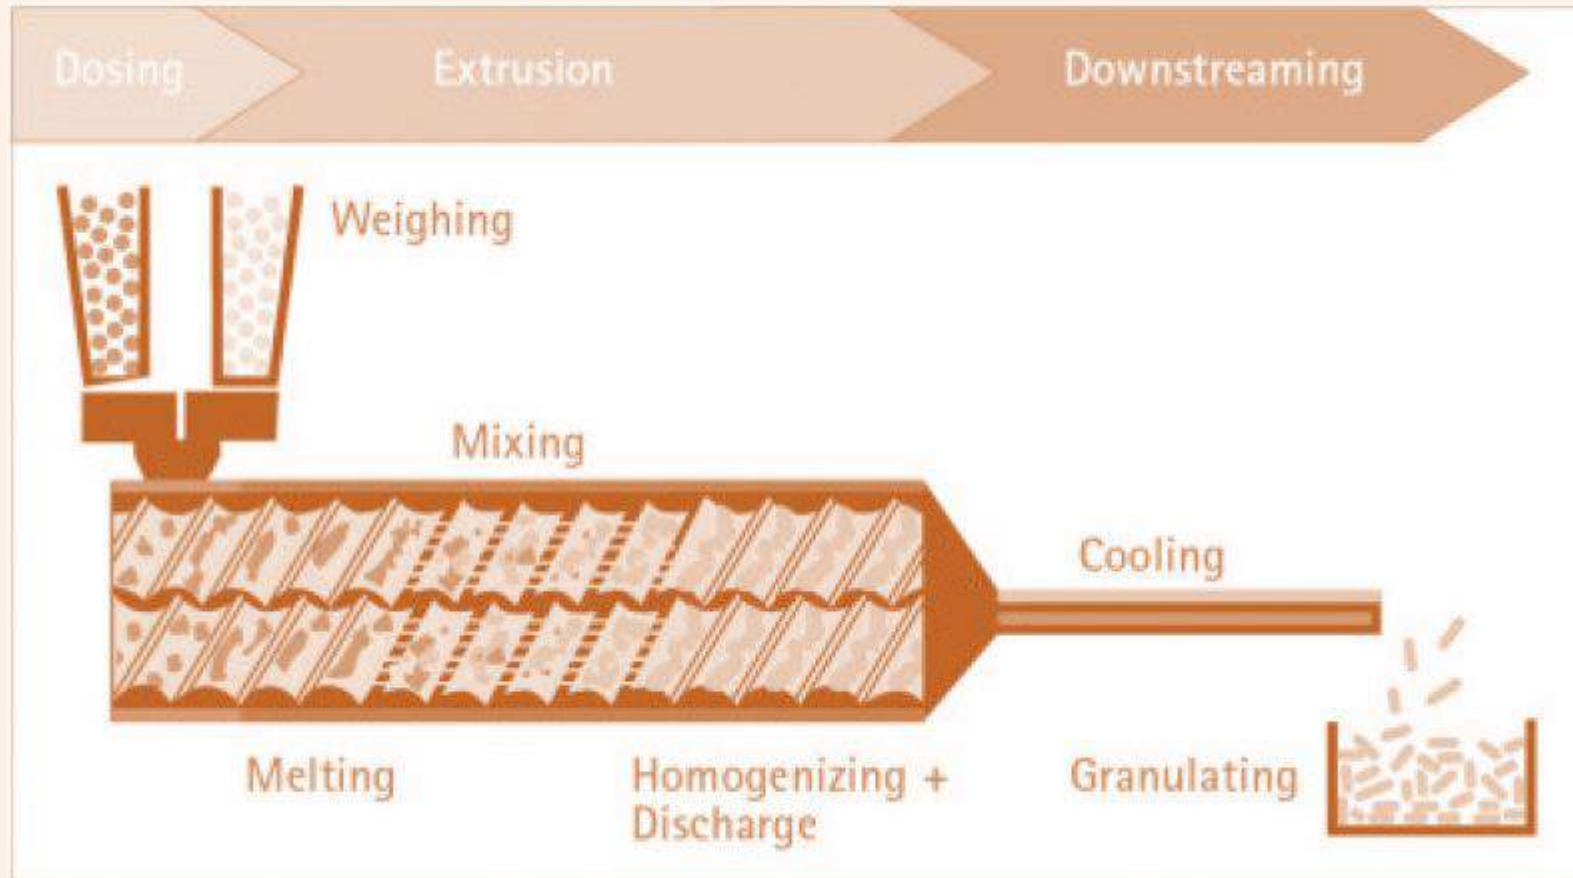 Dosing
Extrusion
Downstreaming
Weighing
Mixing
Cooling
Melting
Homogenizing +
Discharge
Granulating